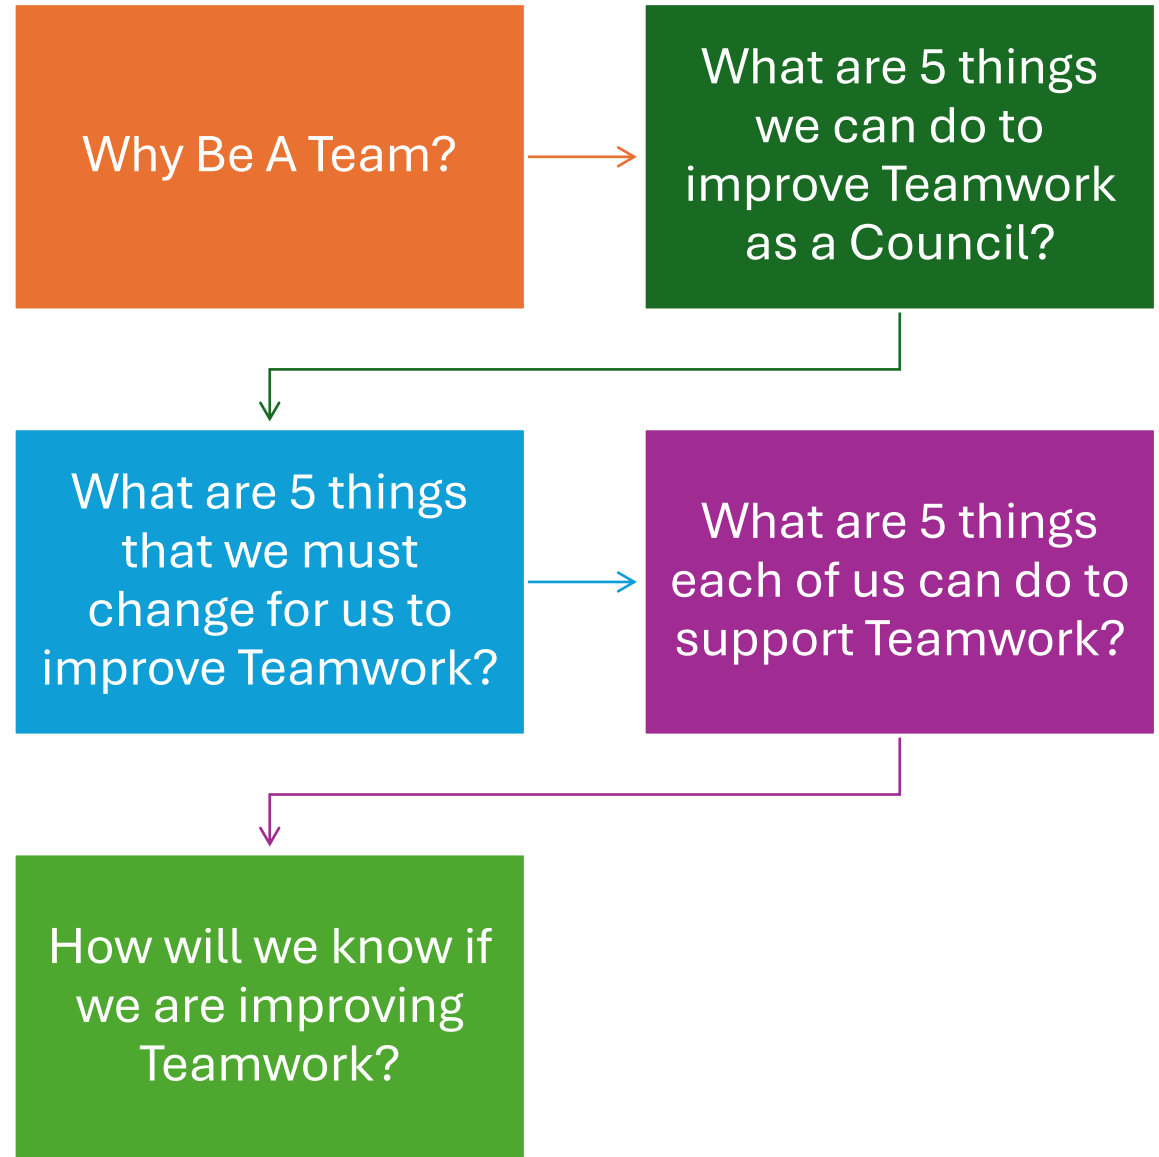 Why Be A Team?
What are 5 things
we can do to
improve Teamwork
as a Council?
What are 5 things
that we must
change for us to
improve Teamwork?
What are 5 things
each of us can do to
support Teamwork?
How will we know if
we are improving
Teamwork?